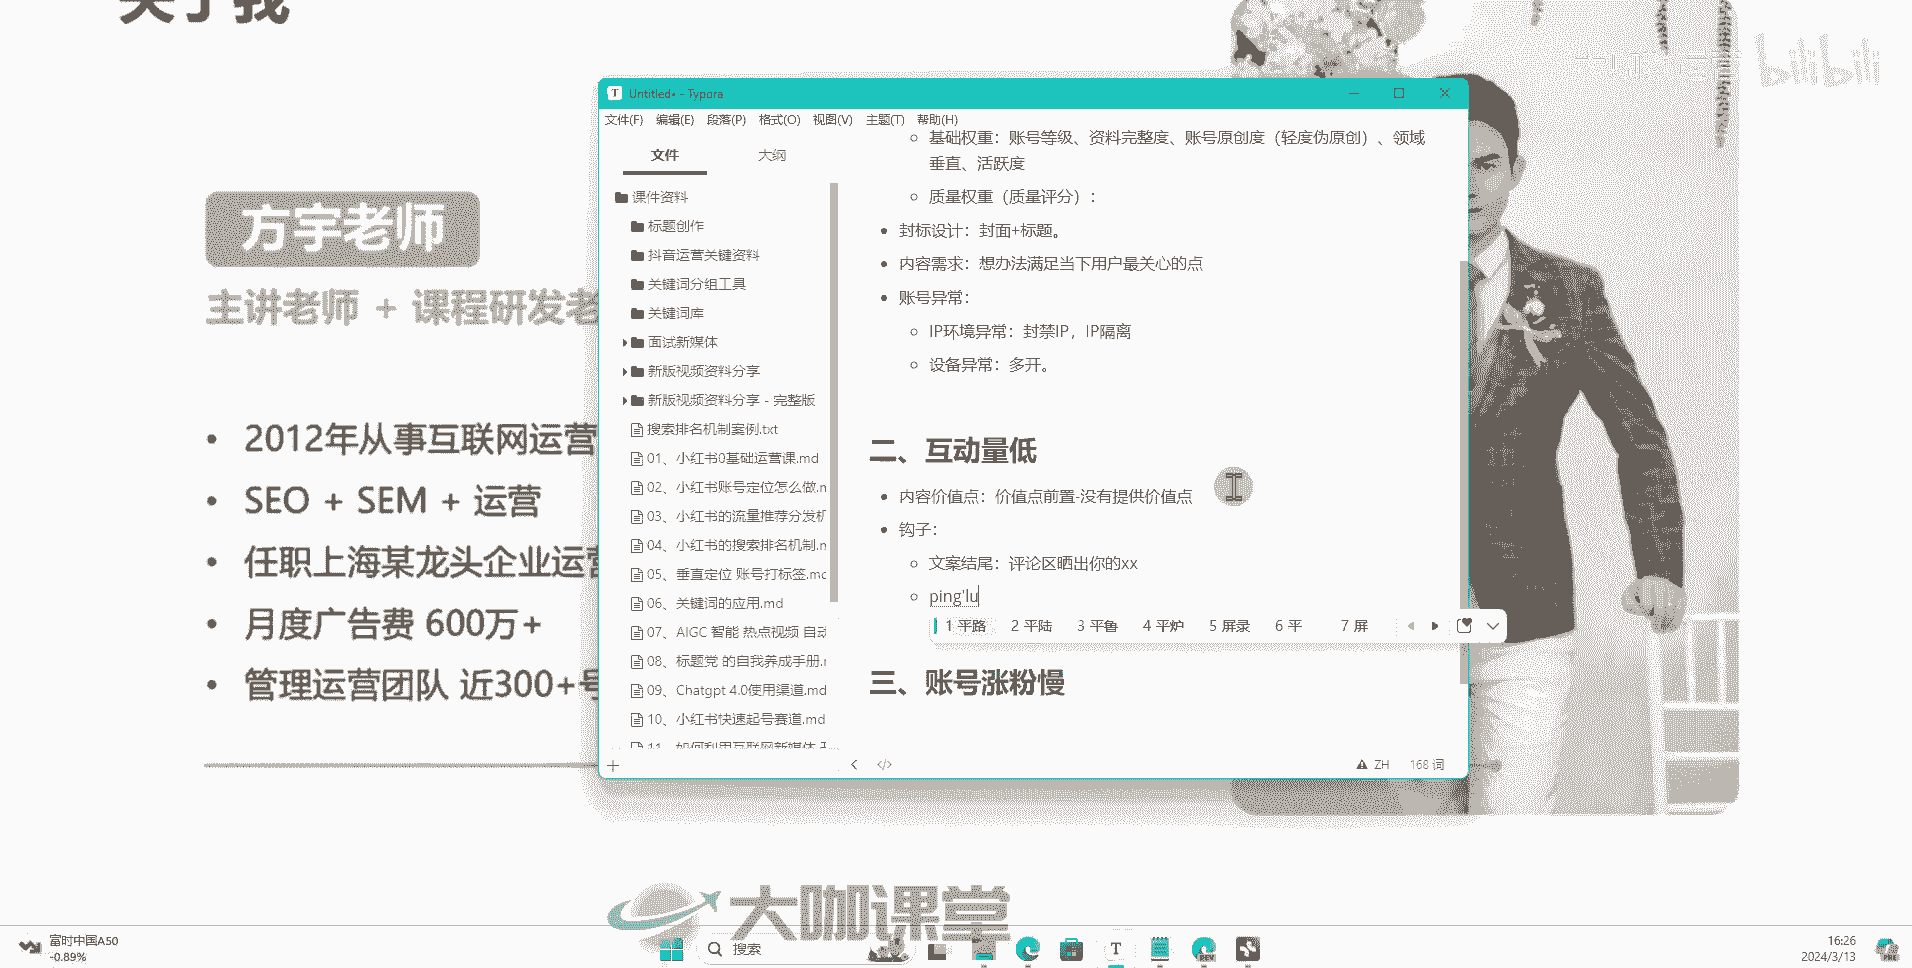 关于我
bilibili
方宇老师
主讲老师 + 课程研发老
2012年从事互联网运营
SEO + SEM + 运营
任职上海某龙头企业运营
月度广告费 600万+
管理运营团队 近300+号
Untitled• - Typora
文件(F) 编辑(E) 段落(P) 格式(O) 视图(V) 主题(T) 帮助(H)
文件 大纲
课件资料
标题创作
抖音运营关键资料
关键词分组工具
关键词库
面试新媒体
新版视频资料分享
新版视频资料分享 - 完整版
搜索排名机制案例.txt
01、小红书0基础运营课.md
02、小红书账号定位怎么做.m
03、小红书的流量推荐分发机
04、小红书的搜索排名机制.m
05、垂直定位 账号打标签.md
06、关键词的应用.md
07、AIGC 智能 热点视频 自动
08、标题党 的自我养成手册.m
09、Chatgpt 4.0使用渠道.md
10、小红书快速起号赛道.md
11、如何利用互联网新媒体
基础权重：账号等级、资料完整度、账号原创度（轻度伪原创）、领域
垂直、活跃度
质量权重（质量评分）：
封标设计：封面+标题。
内容需求：想办法满足当下用户最关心的点
账号异常：
IP环境异常：封禁IP，IP隔离
设备异常：多开。
二、互动量低
内容价值点：价值点前置-没有提供价值点
钩子：
文案结尾：评论区晒出你的xx
ping'lu
1 平路 2 平陆 3 平鲁 4 平炉 5 屏录 6 平 7 屏
三、账号涨粉慢
ZH 168 词
大咖课堂
富时中国A50
-0.89%
搜索
16:26
2024/3/13